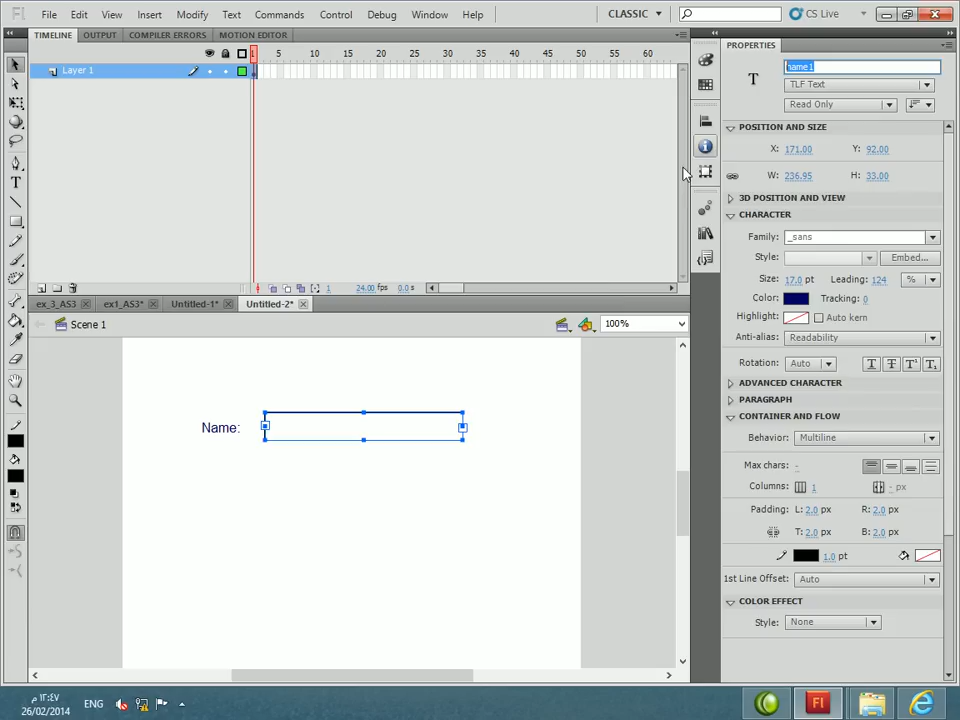 Fl File Edit View Insert Modify Text Commands Control Debug Window Help CLASSIC CS Live
TIMELINE OUTPUT COMPILER ERRORS MOTION EDITOR
5 10 15 20 25 30 35 40 45 50 55 60
Layer 1
1 24.00 fps 0.0 s
ex_3_AS3 ex1_AS3* Untitled-1* Untitled-2*
Scene 1 100%
Name:
PROPERTIES
name1
T TLF Text
Read Only
POSITION AND SIZE
X: 171.00 Y: 92.00
W: 236.95 H: 33.00
3D POSITION AND VIEW
CHARACTER
Family: _sans
Style: Embed...
Size: 17.0 pt Leading: 124 %
Color: Tracking: 0
Highlight: Auto kern
Anti-alias: Readability
Rotation: Auto T T T¹ T₁
ADVANCED CHARACTER
PARAGRAPH
CONTAINER AND FLOW
Behavior: Multiline
Max chars: -
Columns: 1 - px
Padding: L: 2.0 px R: 2.0 px
T: 2.0 px B: 2.0 px
1.0 pt
1st Line Offset: Auto
COLOR EFFECT
Style: None
١٢:٤٧ م
26/02/2014
ENG
Fl